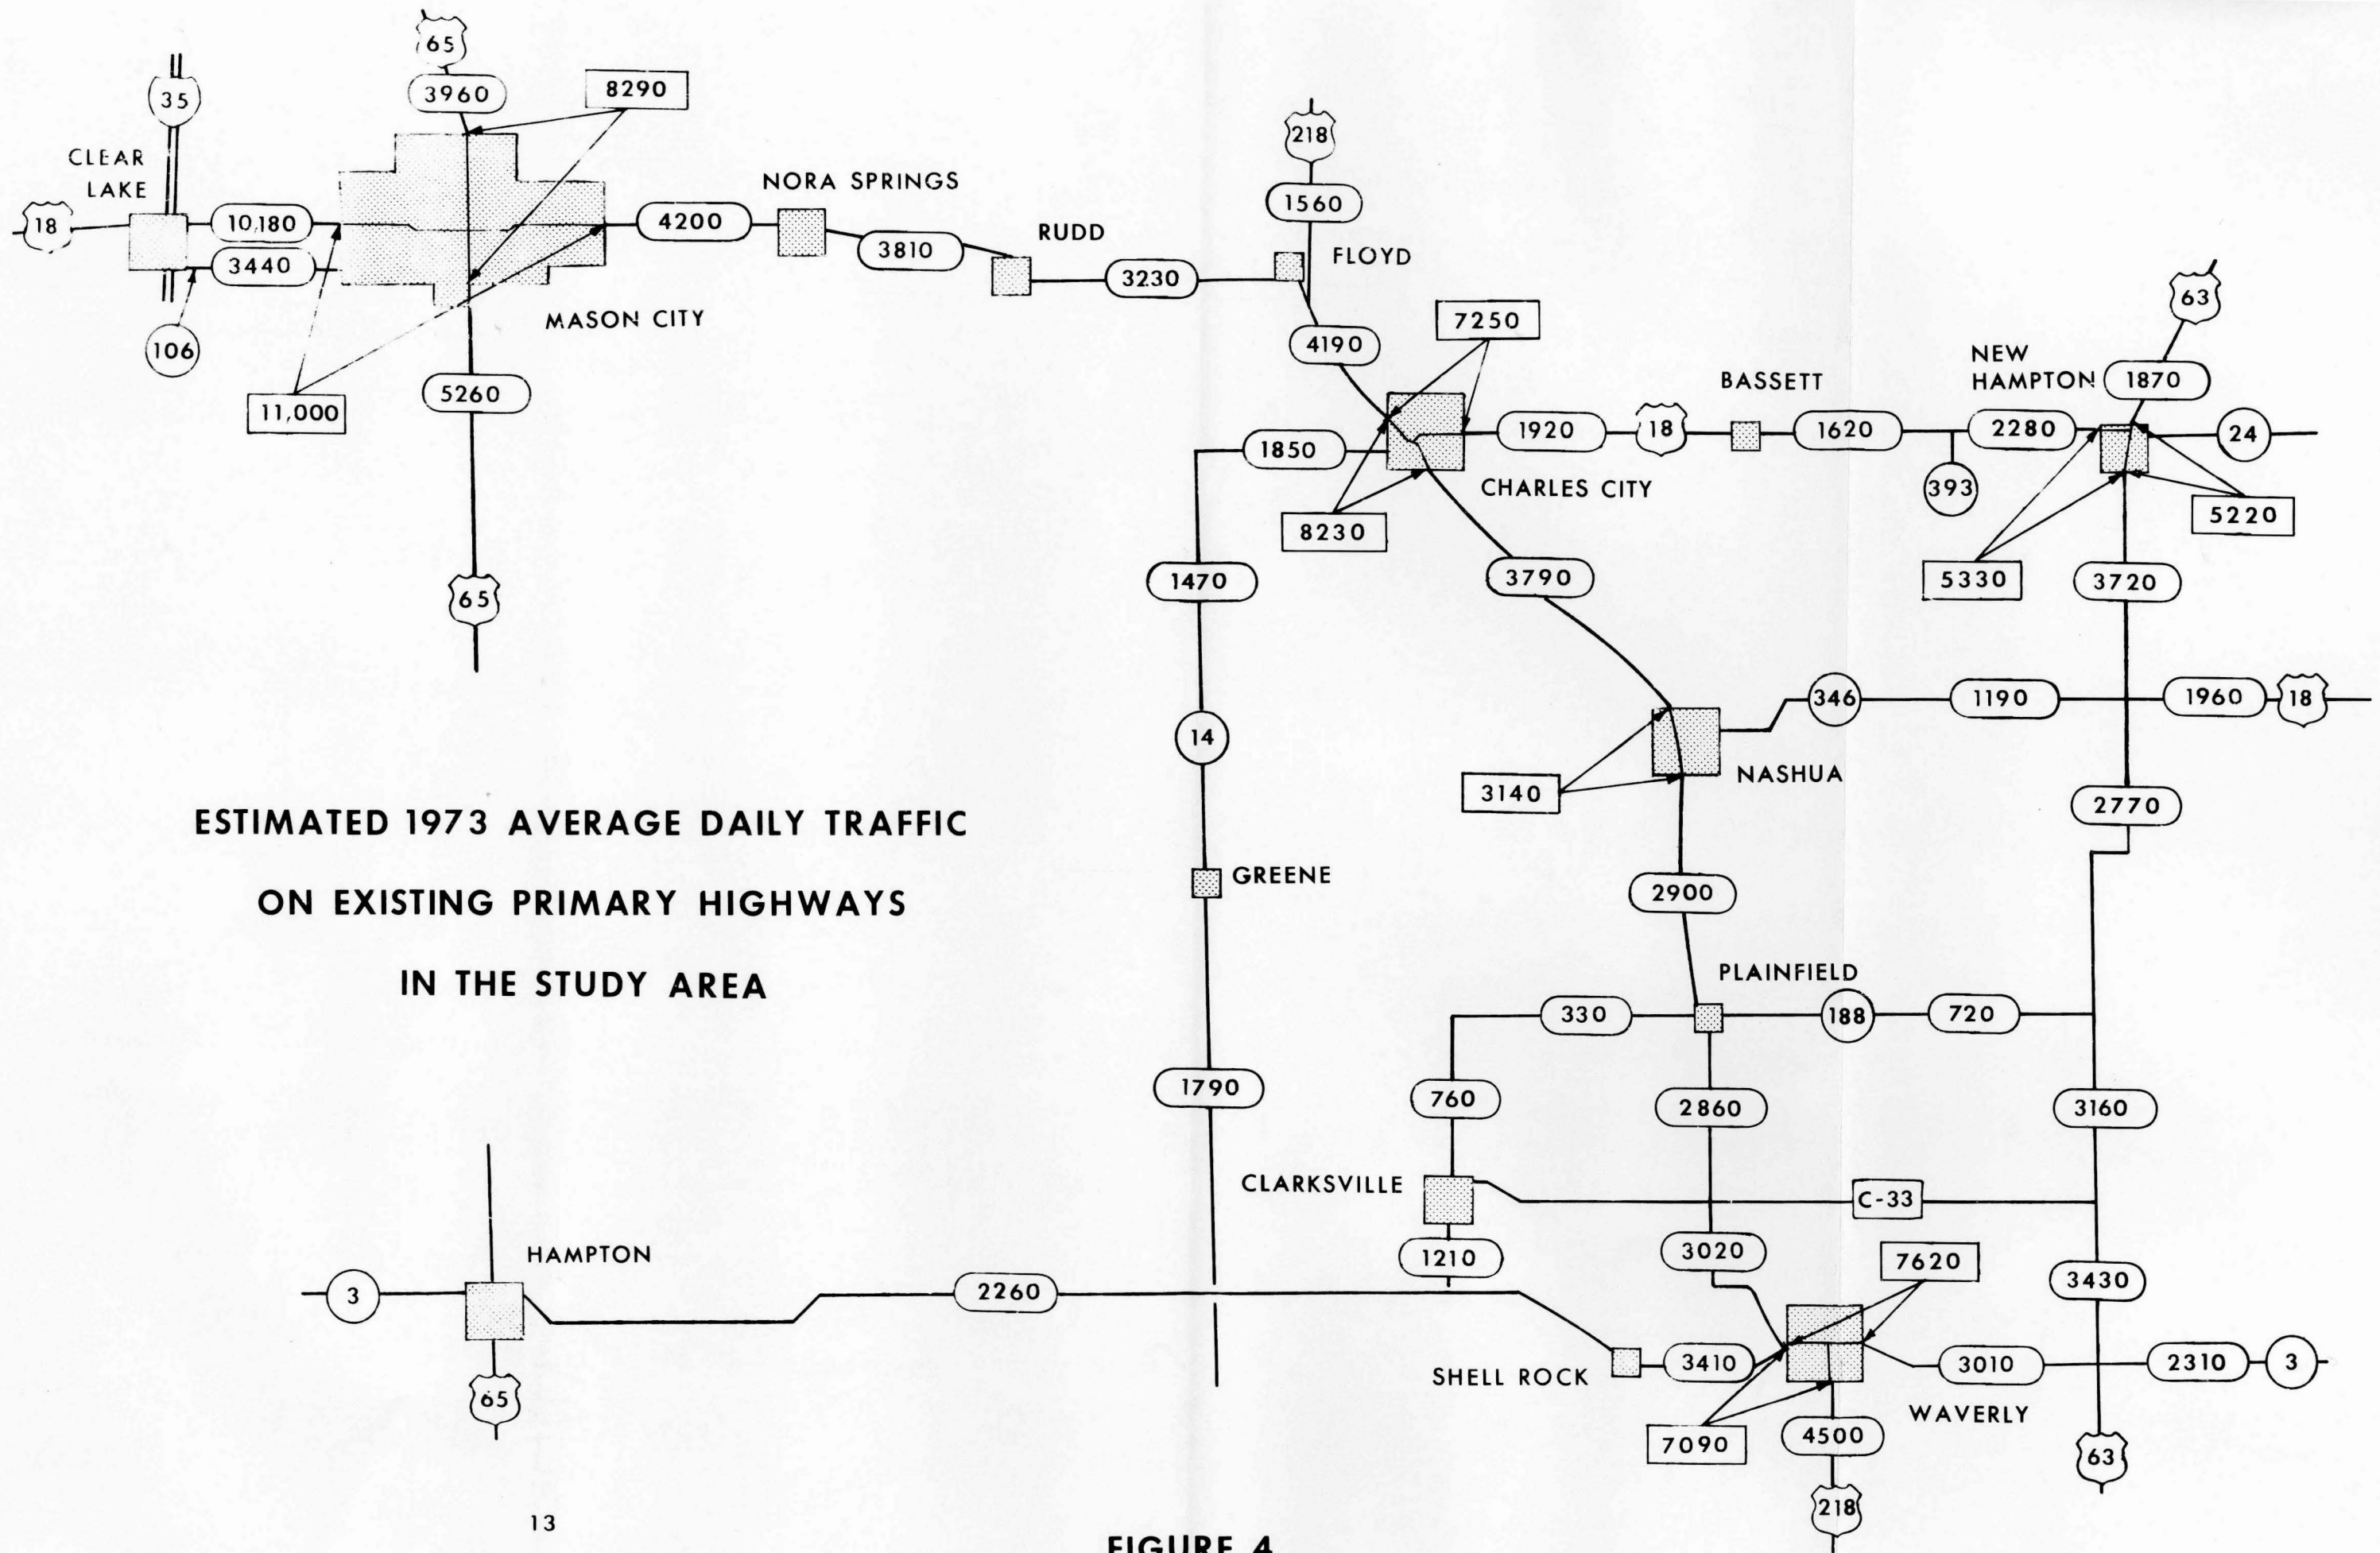 65
3960
8290
35
218
CLEAR
LAKE
NORA SPRINGS
1560
18
10,180
4200
RUDD
3810
FLOYD
3440
3230
63
MASON CITY
7250
106
4190
NEW
HAMPTON
1870
BASSETT
5260
11,000
1850
1920
18
1620
2280
24
CHARLES CITY
393
8230
5220
1470
3790
5330
3720
65
346
1190
1960
18
14
NASHUA
3140
2770
ESTIMATED 1973 AVERAGE DAILY TRAFFIC
ON EXISTING PRIMARY HIGHWAYS
IN THE STUDY AREA
GREENE
2900
PLAINFIELD
330
188
720
1790
760
2860
3160
CLARKSVILLE
C-33
HAMPTON
1210
3020
7620
3
2260
3430
SHELL ROCK
3410
3010
2310
3
65
WAVERLY
7090
4500
63
218
13
FIGURE 4